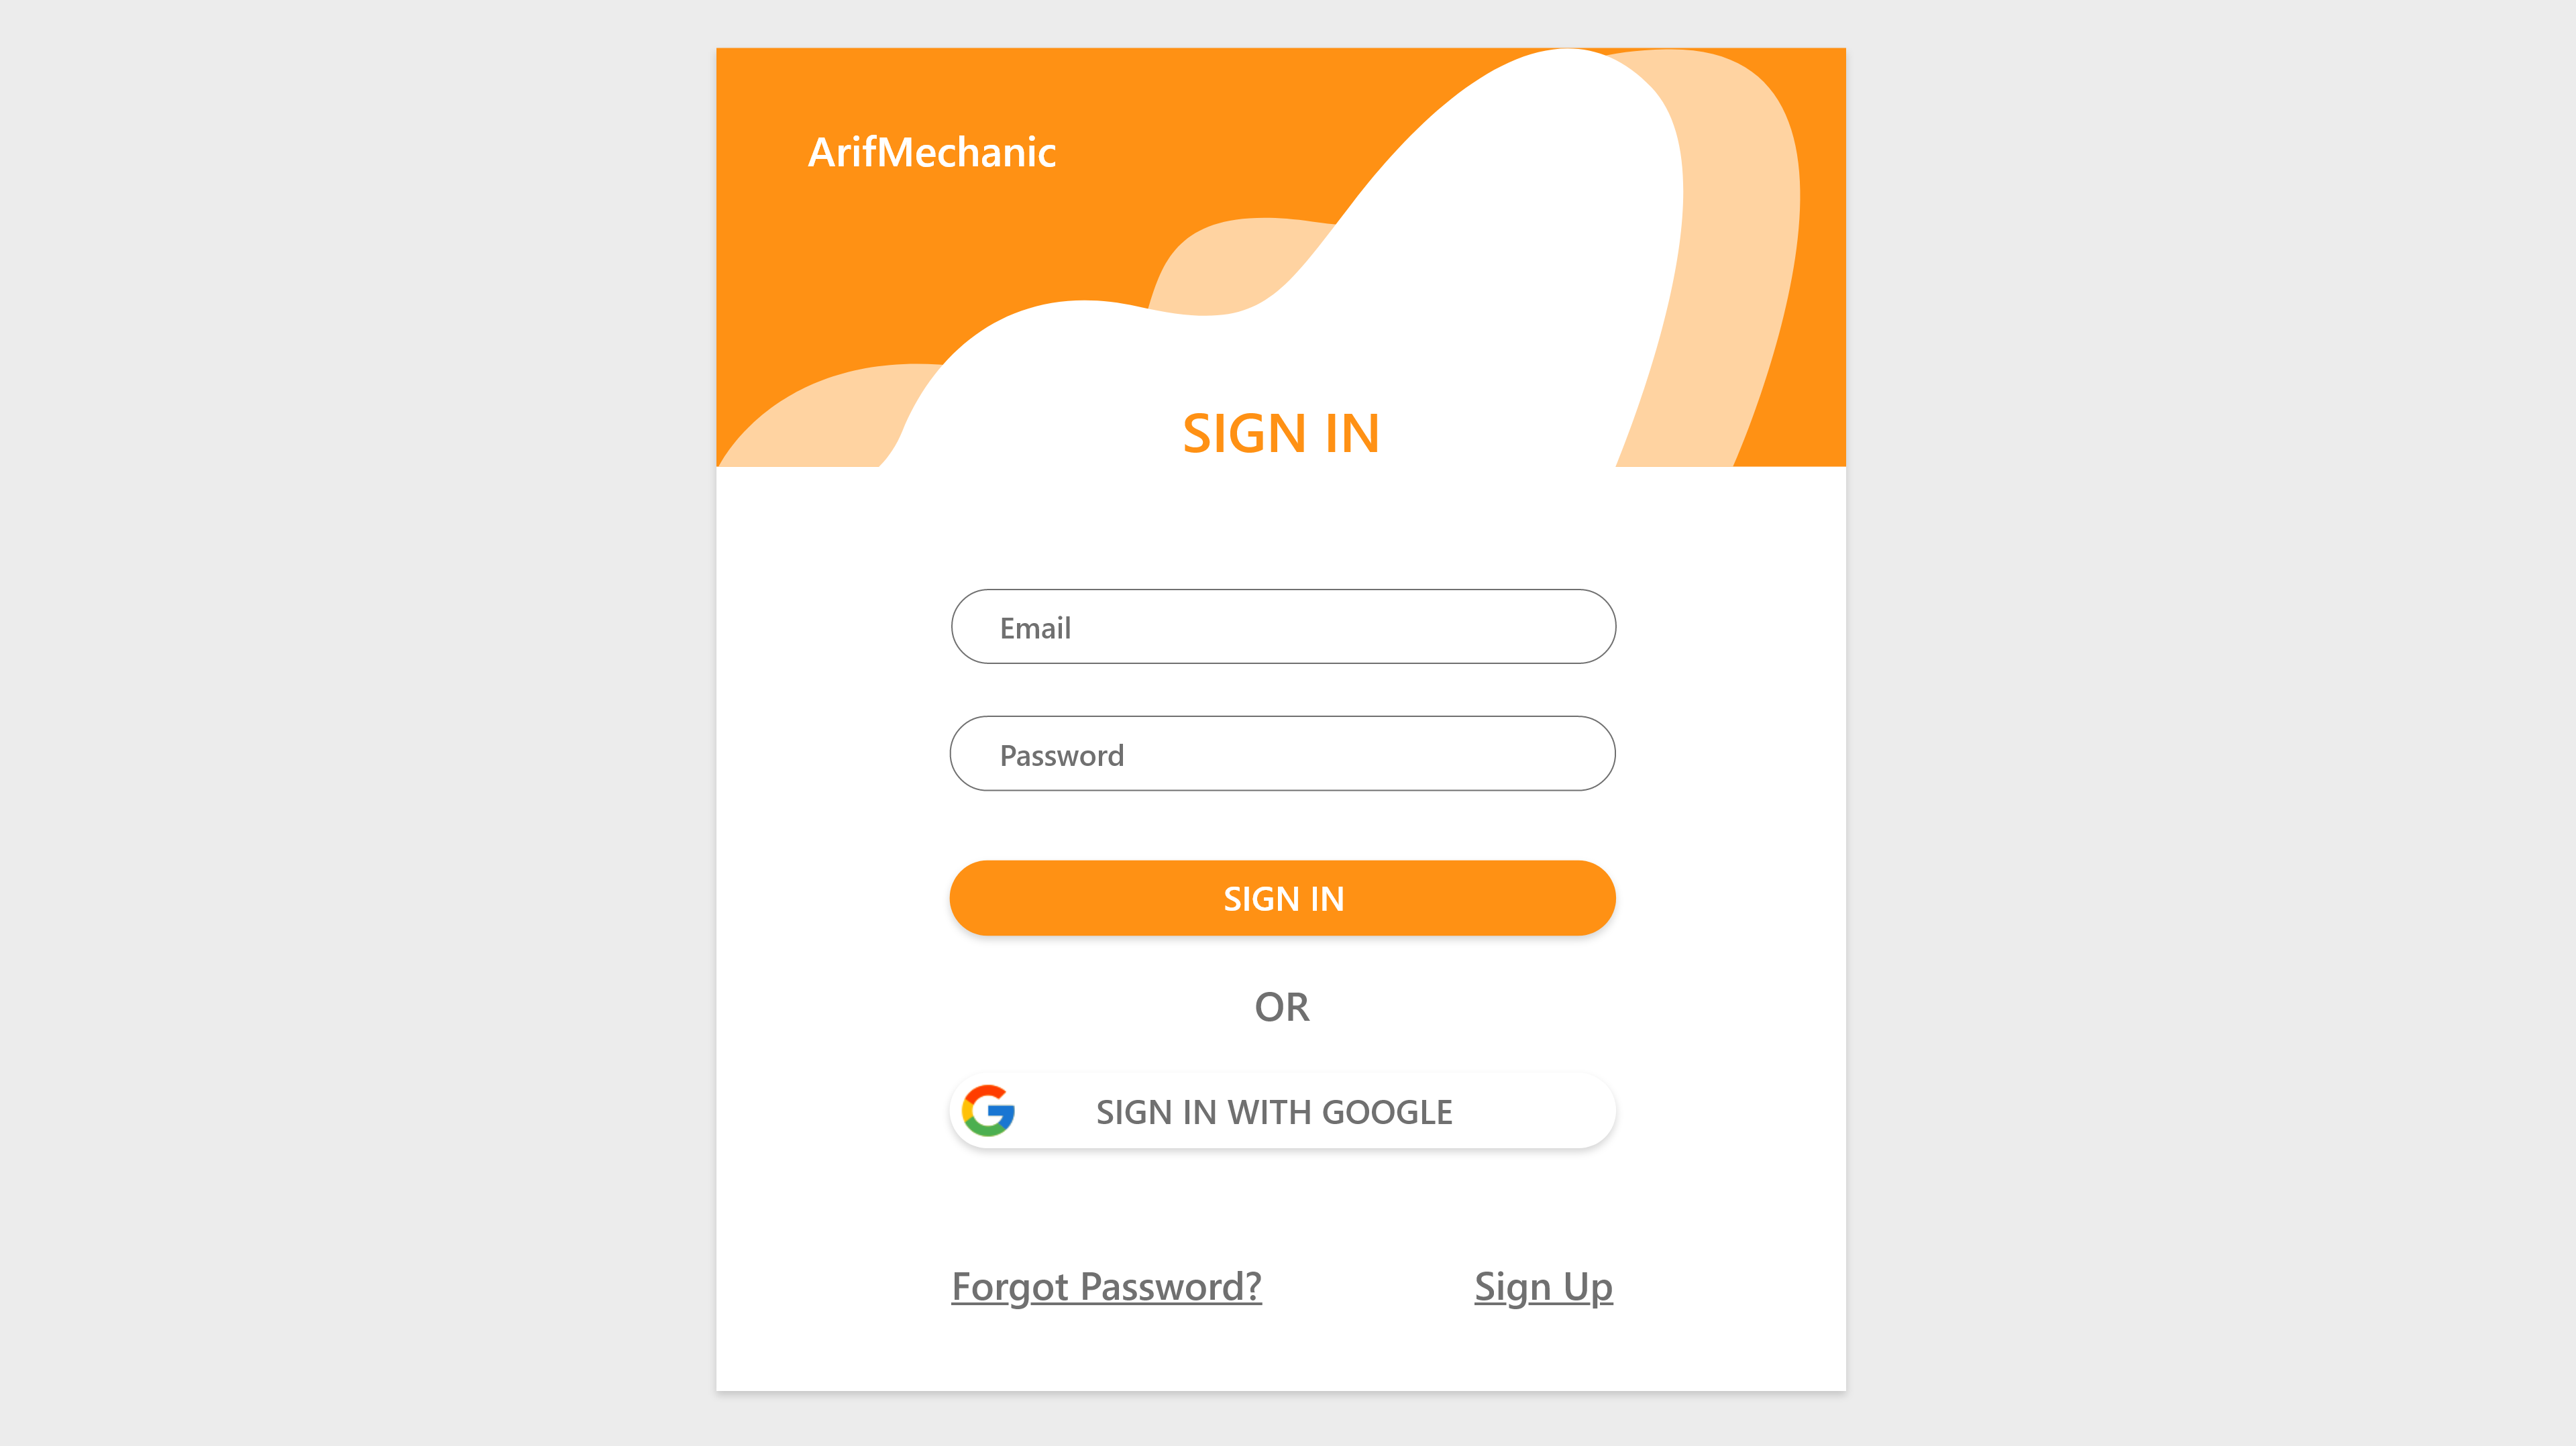 ArifMechanic
SIGN IN
Email
Password
SIGN IN
OR
SIGN IN WITH GOOGLE
Forgot Password? Sign Up